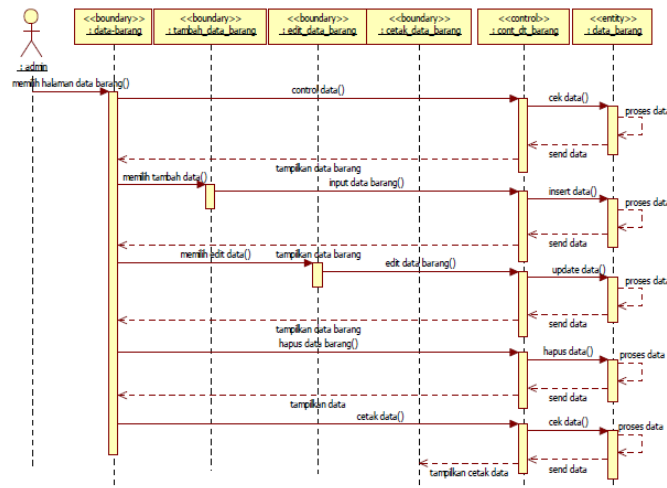 <<boundary>> <<boundary>> <<boundary>> <<boundary>> <<control>> <<entity>>
: data-barang : tambah_data_barang : edit_data_barang : cetak_data_barang : cont_dt_barang : data_barang
: admin
memilih halaman data barang()
control data()
cek data()
proses data
send data
tampilkan data barang
memilih tambah data()
input data barang()
insert data()
proses data
send data
tampilkan data barang
memilih edit data()
edit data barang()
update data()
proses data
send data
tampilkan data barang
hapus data barang()
hapus data()
proses data
send data
tampilkan data
cetak data()
cek data()
proses data
send data
tampilkan cetak data